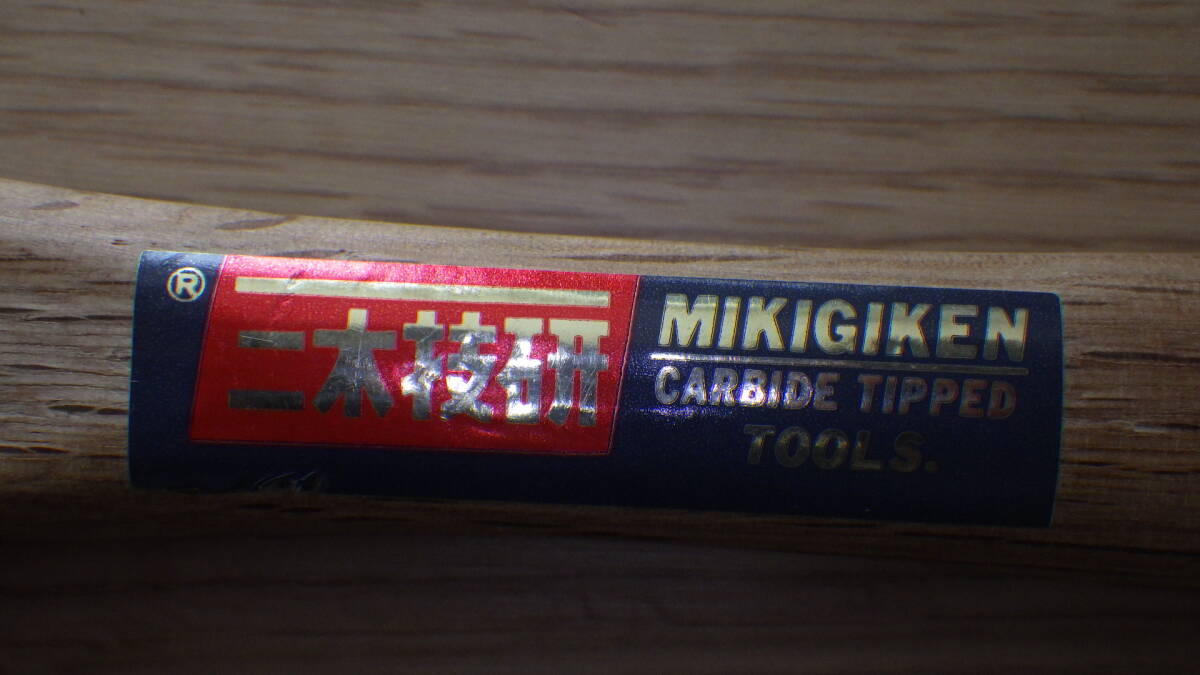 ®
三木技研
MIKIGIKEN
CARBIDE TIPPED
TOOLS.